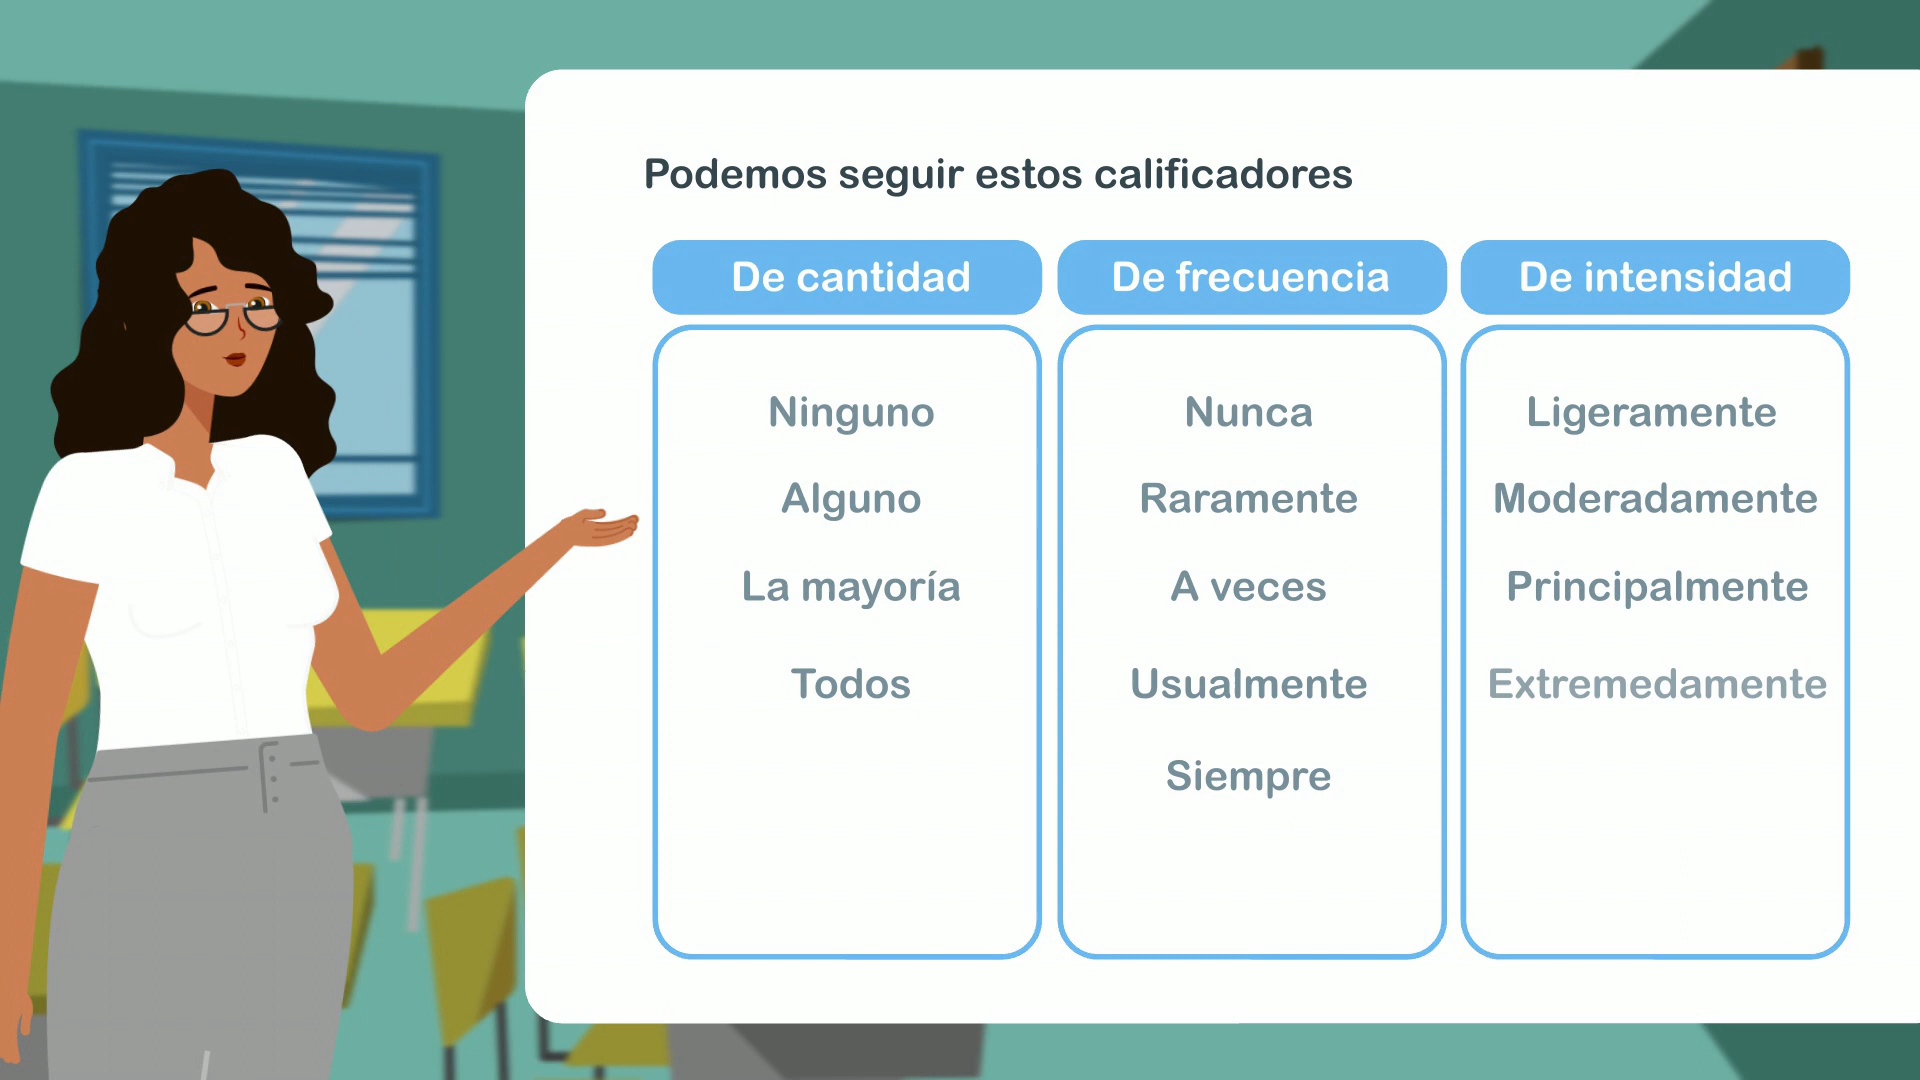 Podemos seguir estos calificadores
De cantidad
Ninguno
Alguno
La mayoría
Todos
De frecuencia
Nunca
Raramente
A veces
Usualmente
Siempre
De intensidad
Ligeramente
Moderadamente
Principalmente
Extremedamente